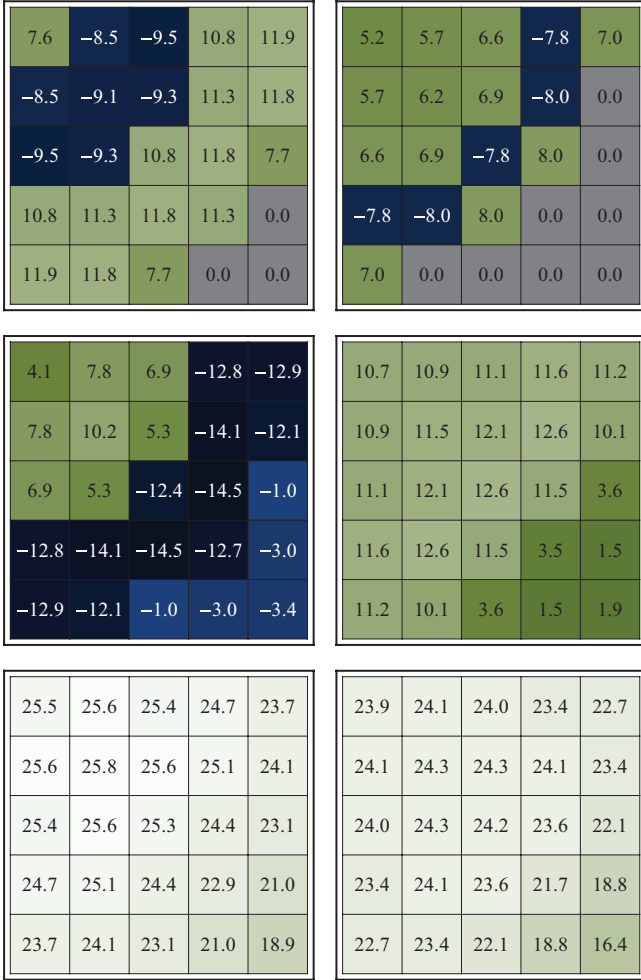 7.6 −8.5 −9.5 10.8 11.9
−8.5 −9.1 −9.3 11.3 11.8
−9.5 −9.3 10.8 11.8 7.7
10.8 11.3 11.8 11.3 0.0
11.9 11.8 7.7 0.0 0.0
5.2 5.7 6.6 −7.8 7.0
5.7 6.2 6.9 −8.0 0.0
6.6 6.9 −7.8 8.0 0.0
−7.8 −8.0 8.0 0.0 0.0
7.0 0.0 0.0 0.0 0.0
4.1 7.8 6.9 −12.8 −12.9
7.8 10.2 5.3 −14.1 −12.1
6.9 5.3 −12.4 −14.5 −1.0
−12.8 −14.1 −14.5 −12.7 −3.0
−12.9 −12.1 −1.0 −3.0 −3.4
10.7 10.9 11.1 11.6 11.2
10.9 11.5 12.1 12.6 10.1
11.1 12.1 12.6 11.5 3.6
11.6 12.6 11.5 3.5 1.5
11.2 10.1 3.6 1.5 1.9
25.5 25.6 25.4 24.7 23.7
25.6 25.8 25.6 25.1 24.1
25.4 25.6 25.3 24.4 23.1
24.7 25.1 24.4 22.9 21.0
23.7 24.1 23.1 21.0 18.9
23.9 24.1 24.0 23.4 22.7
24.1 24.3 24.3 24.1 23.4
24.0 24.3 24.2 23.6 22.1
23.4 24.1 23.6 21.7 18.8
22.7 23.4 22.1 18.8 16.4